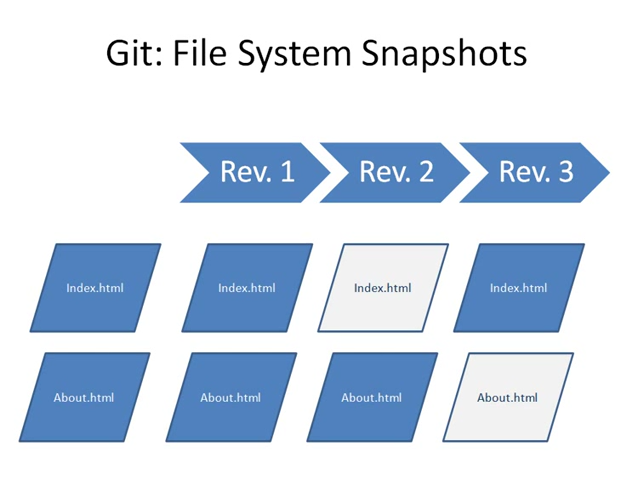 Git: File System Snapshots
Rev. 1 Rev. 2 Rev. 3
Index.html Index.html Index.html Index.html
About.html About.html About.html About.html